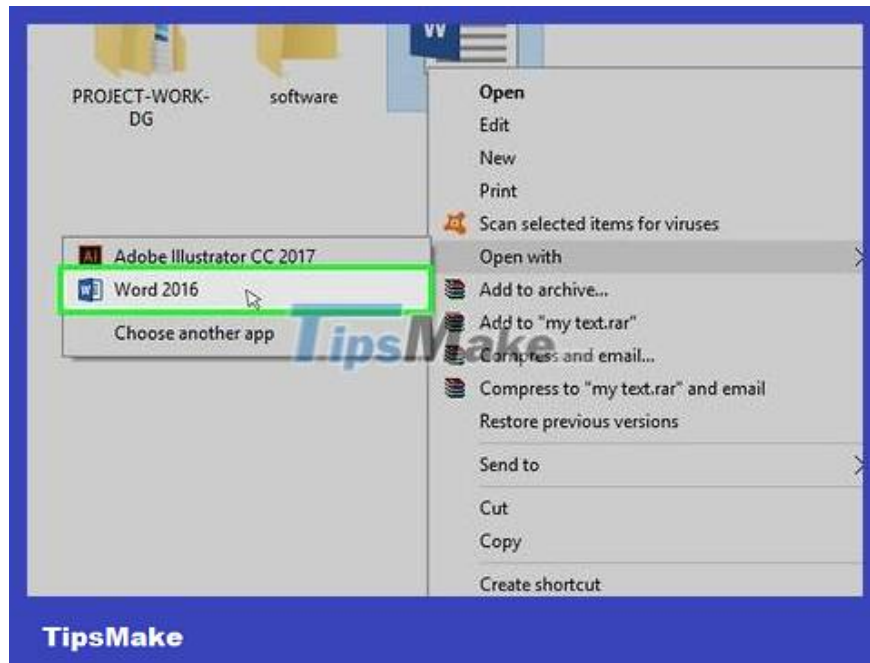 W
PROJECT-WORK-
DG
software
Open
Edit
New
Print
Scan selected items for viruses
Open with
Ai Adobe Illustrator CC 2017
W Word 2016
Choose another app
Add to archive...
Add to "my text.rar"
Compress and email...
Compress to "my text.rar" and email
Restore previous versions
Send to
Cut
Copy
Create shortcut
TipsMake
TipsMake